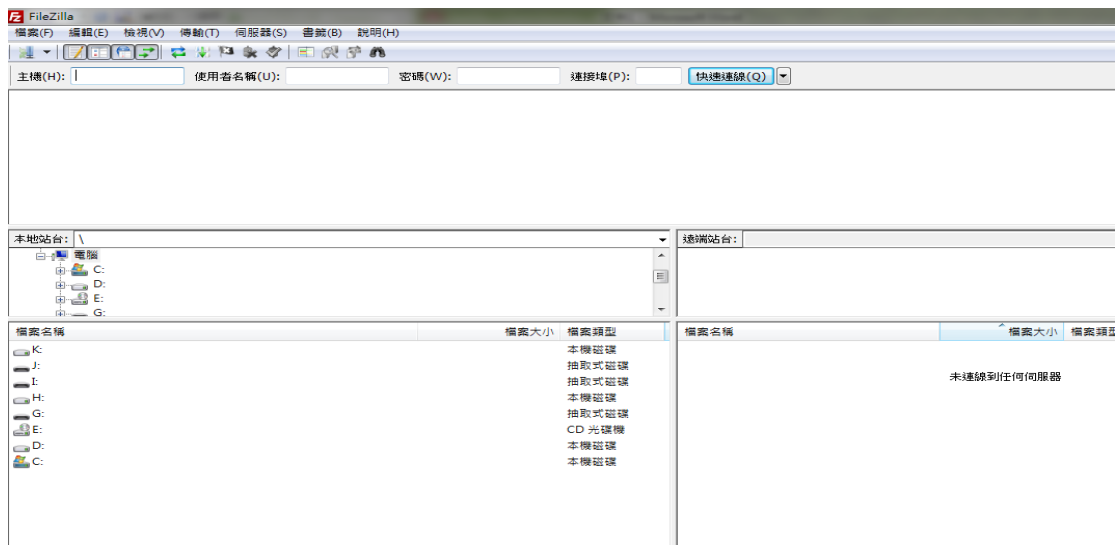 FileZilla
檔案(F) 編輯(E) 檢視(V) 傳輸(T) 伺服器(S) 書籤(B) 說明(H)
主機(H): 使用者名稱(U): 密碼(W): 連接埠(P): 快速連線(Q)
本地站台: \ 遠端站台:
電腦
C:
D:
E:
G:
檔案名稱 檔案大小 檔案類型 檔案名稱 檔案大小 檔案類型
K: 本機磁碟
J: 抽取式磁碟
I: 抽取式磁碟
H: 本機磁碟
G: 抽取式磁碟
E: CD 光碟機
D: 本機磁碟
C: 本機磁碟
未連線到任何伺服器